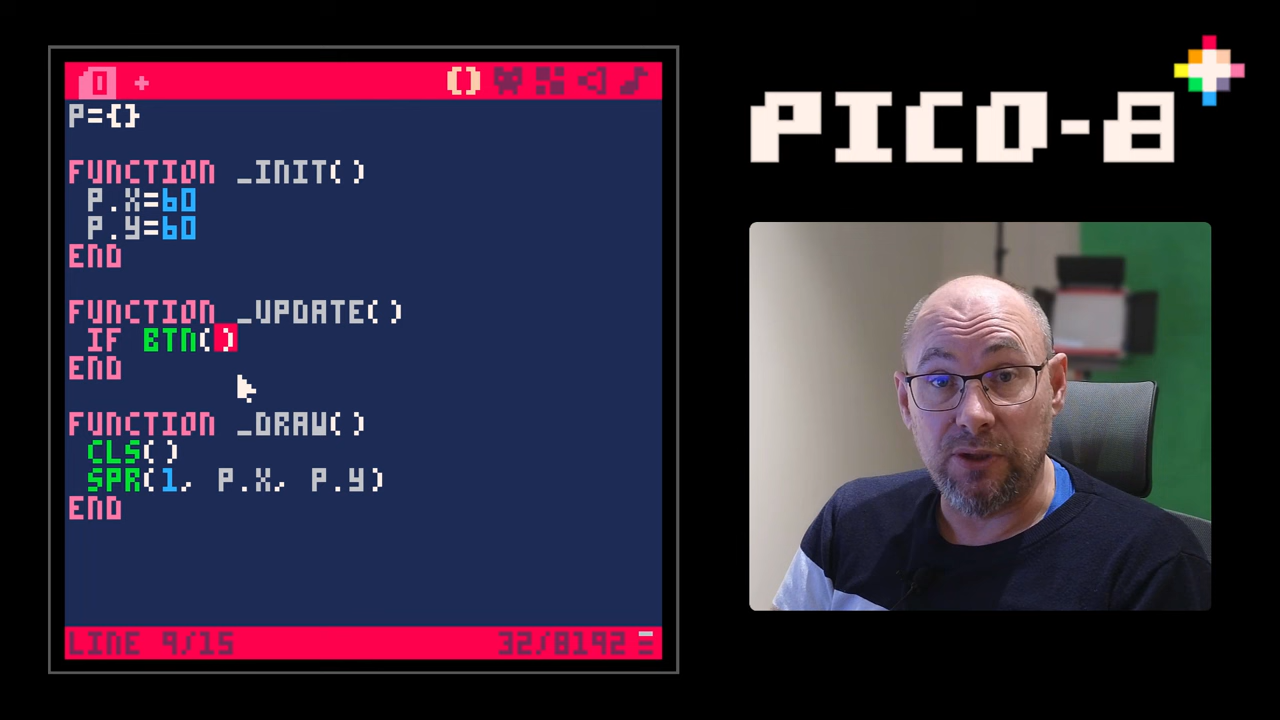 0 +
P={}
FUNCTION _INIT()
P.X=60
P.Y=60
END
FUNCTION _UPDATE()
IF BTN()
END
FUNCTION _DRAW()
CLS()
SPR(1, P.X, P.Y)
END
LINE 9/15 32/8192
PICO-8